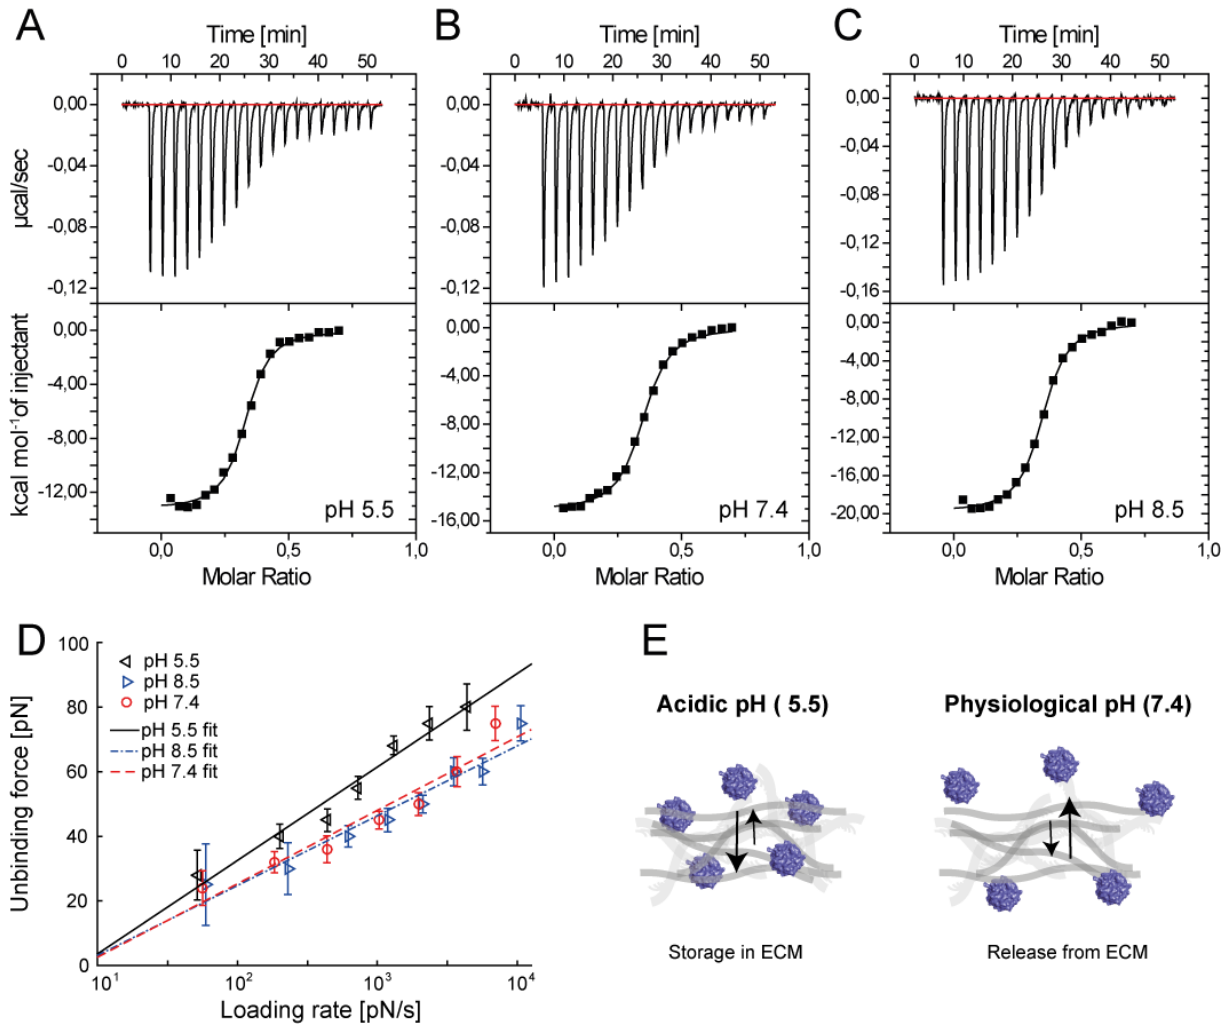 A
Time [min]
0 10 20 30 40 50
0,00
-0,04
-0,08
-0,12
µcal/sec
0,00
-4,00
-8,00
-12,00
kcal mol⁻¹of injectant
pH 5.5
0,0 0,5 1,0
Molar Ratio
B
Time [min]
0 10 20 30 40 50
0,00
-0,04
-0,08
-0,12
0,00
-4,00
-8,00
-12,00
-16,00
pH 7.4
0,0 0,5 1,0
Molar Ratio
C
Time [min]
0 10 20 30 40 50
0,00
-0,04
-0,08
-0,12
-0,16
0,00
-4,00
-8,00
-12,00
-16,00
-20,00
pH 8.5
0,0 0,5 1,0
Molar Ratio
D
100
80
60
40
20
0
Unbinding force [pN]
pH 5.5
pH 8.5
pH 7.4
pH 5.5 fit
pH 8.5 fit
pH 7.4 fit
10¹ 10² 10³ 10⁴
Loading rate [pN/s]
E
Acidic pH ( 5.5)
Physiological pH (7.4)
Storage in ECM
Release from ECM